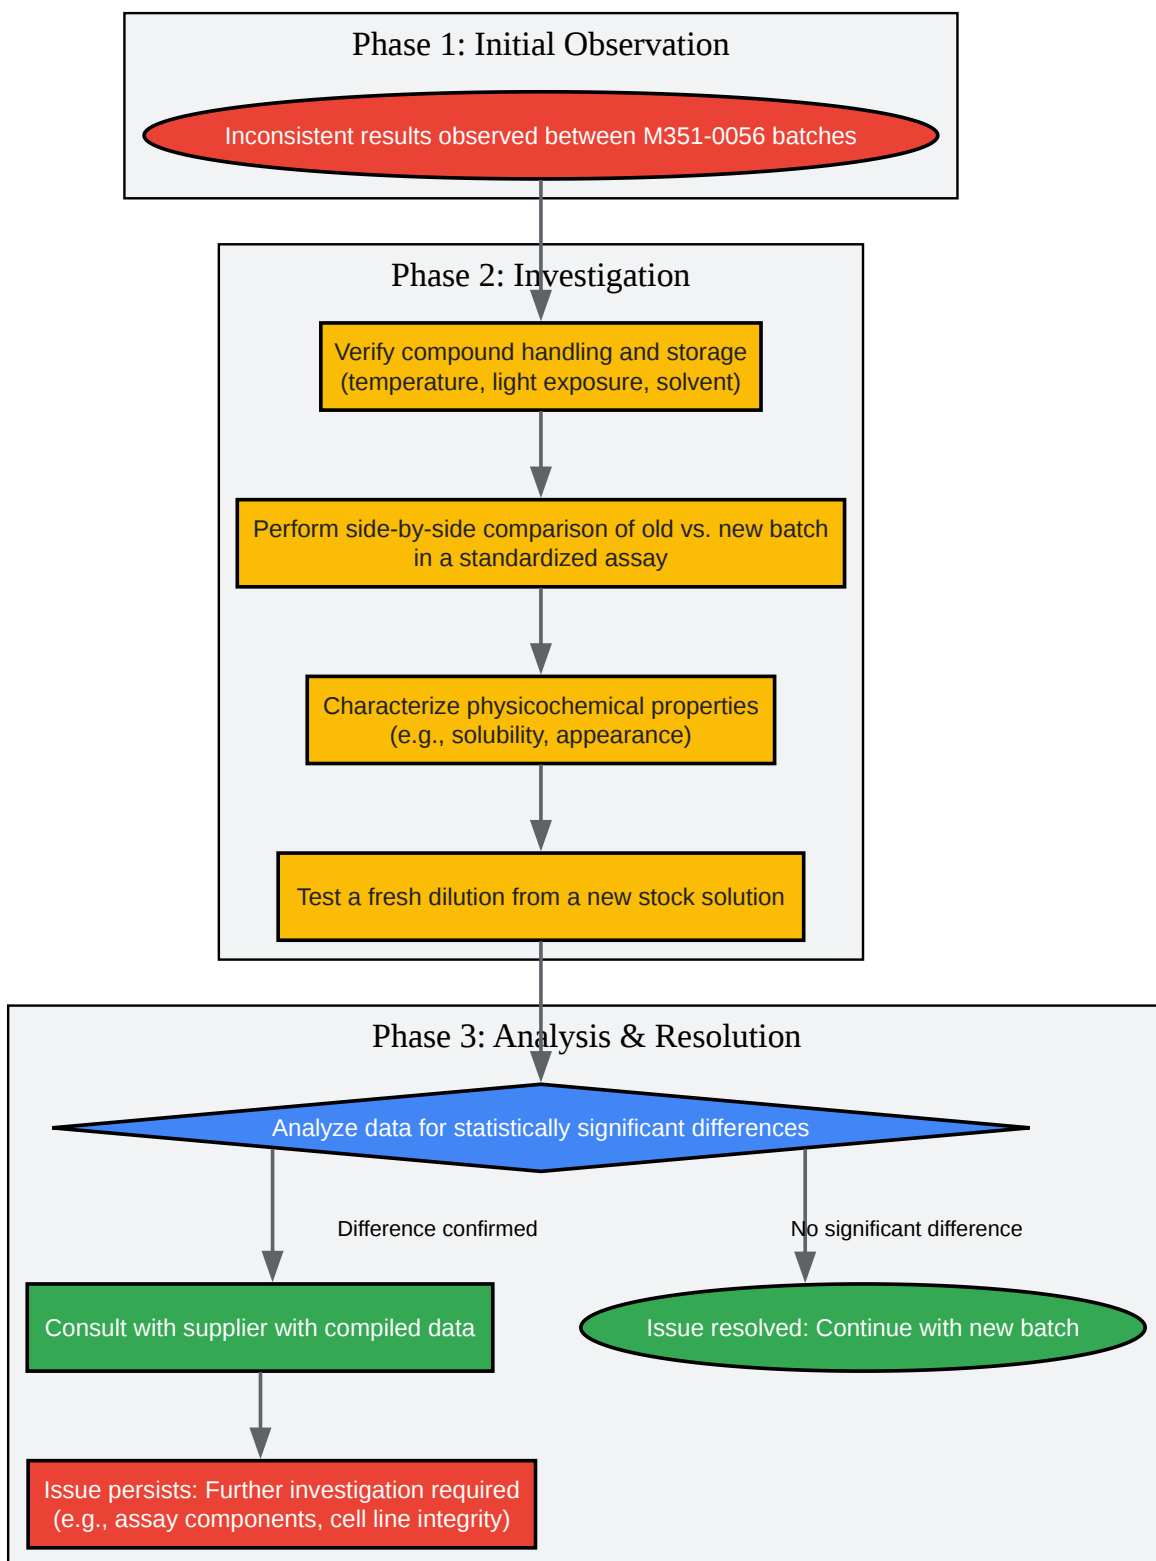 Phase 1: Initial Observation
Inconsistent results observed between M351-0056 batches
Phase 2: Investigation
Verify compound handling and storage
(temperature, light exposure, solvent)
Perform side-by-side comparison of old vs. new batch
in a standardized assay
Characterize physicochemical properties
(e.g., solubility, appearance)
Test a fresh dilution from a new stock solution
Phase 3: Analysis & Resolution
Analyze data for statistically significant differences
Difference confirmed
No significant difference
Consult with supplier with compiled data
Issue resolved: Continue with new batch
Issue persists: Further investigation required
(e.g., assay components, cell line integrity)